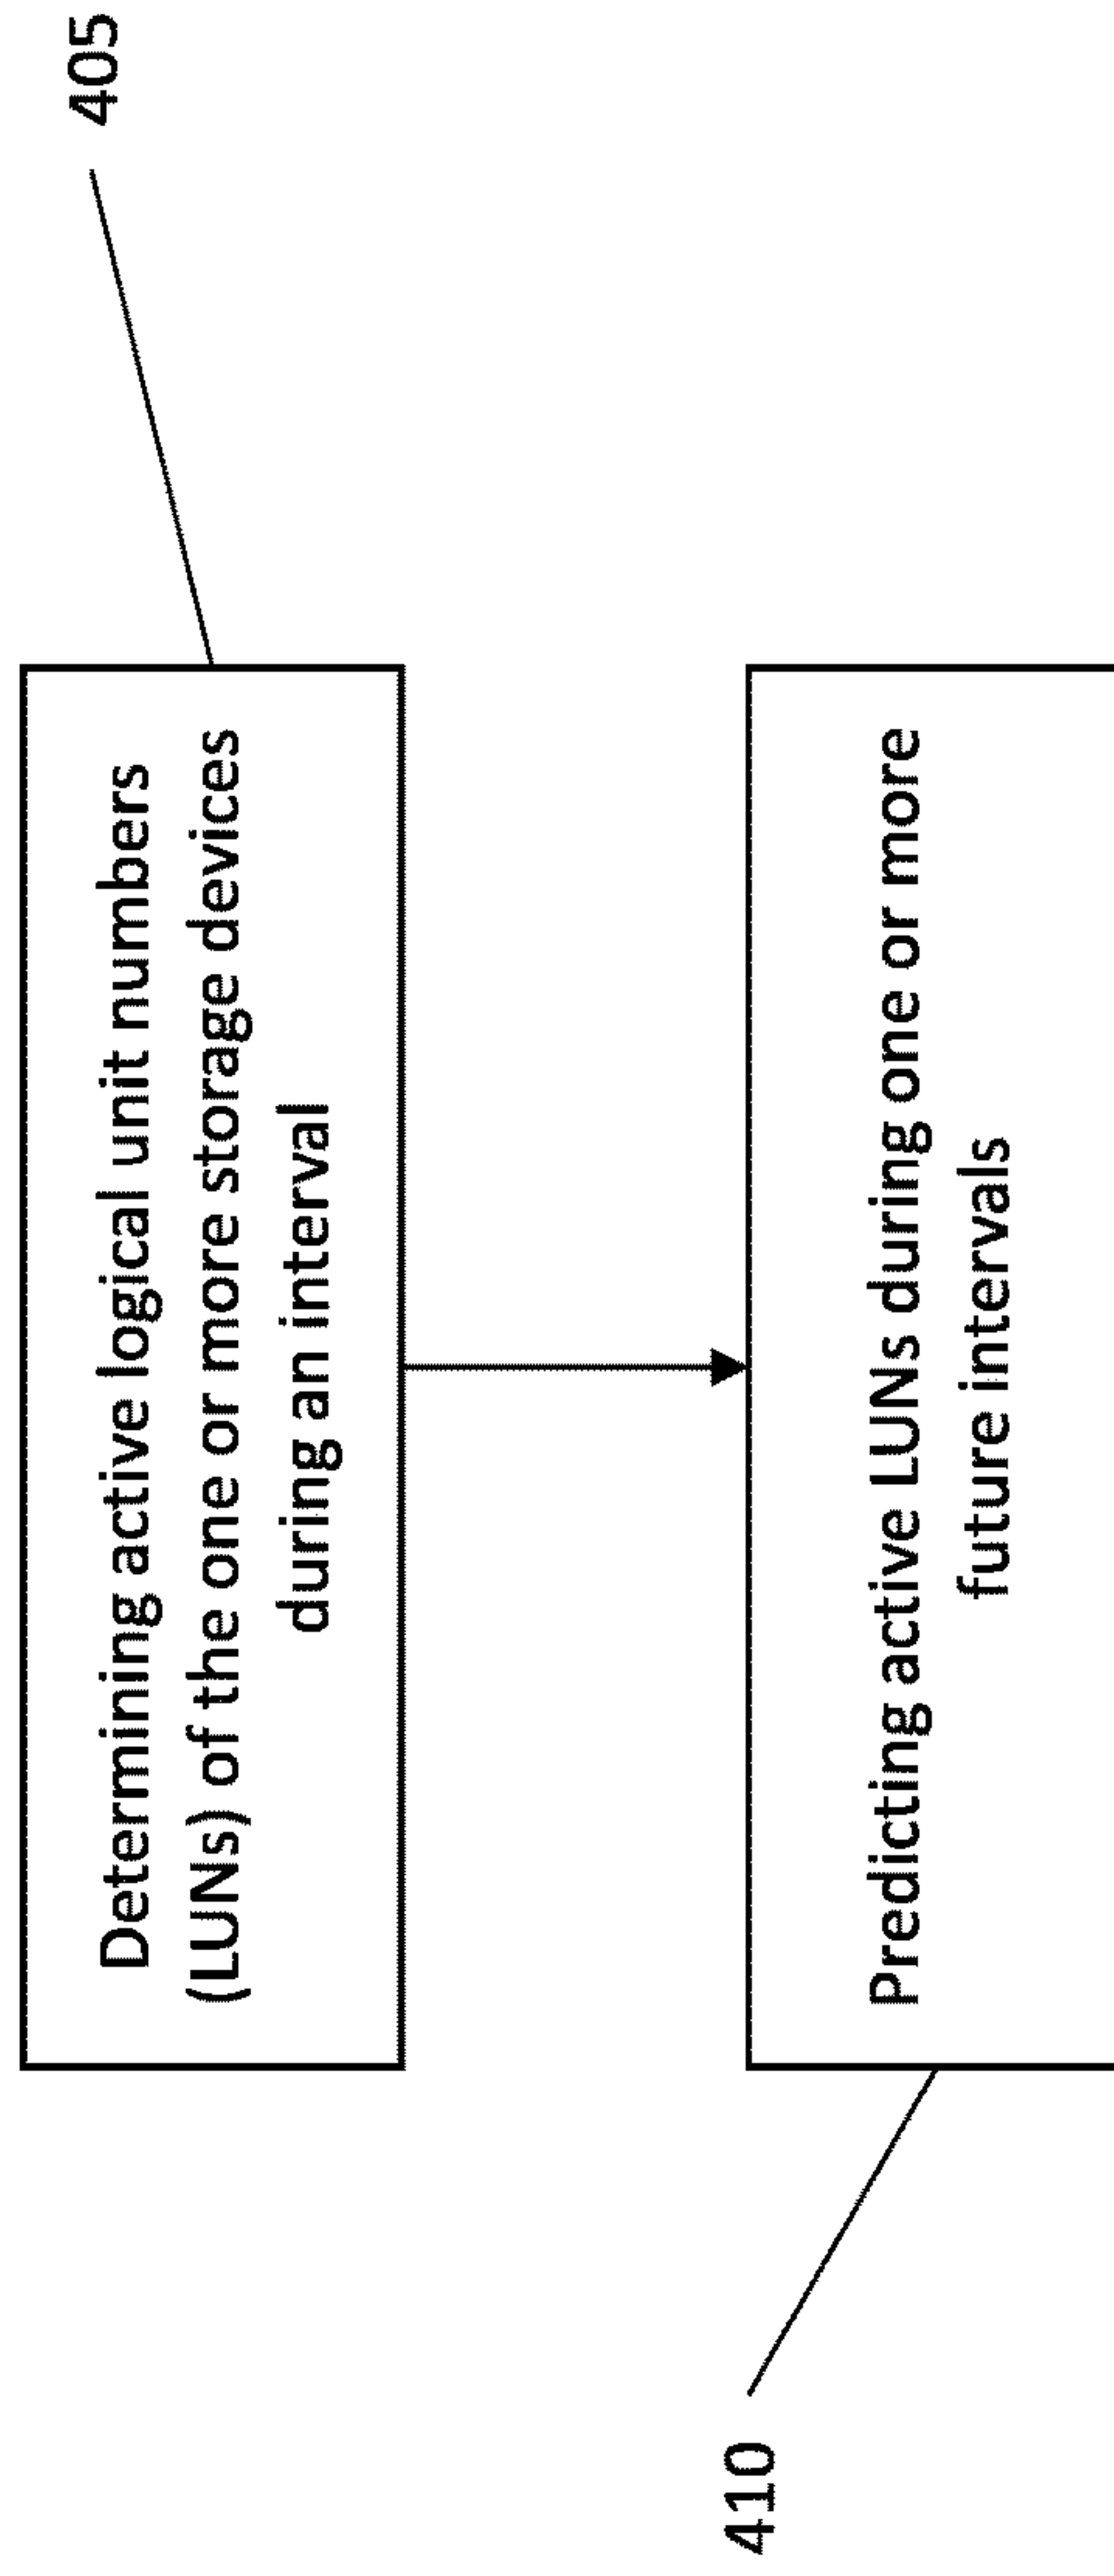 405
Determining active logical unit numbers
(LUNs) of the one or more storage devices
during an interval
Predicting active LUNs during one or more
future intervals
410